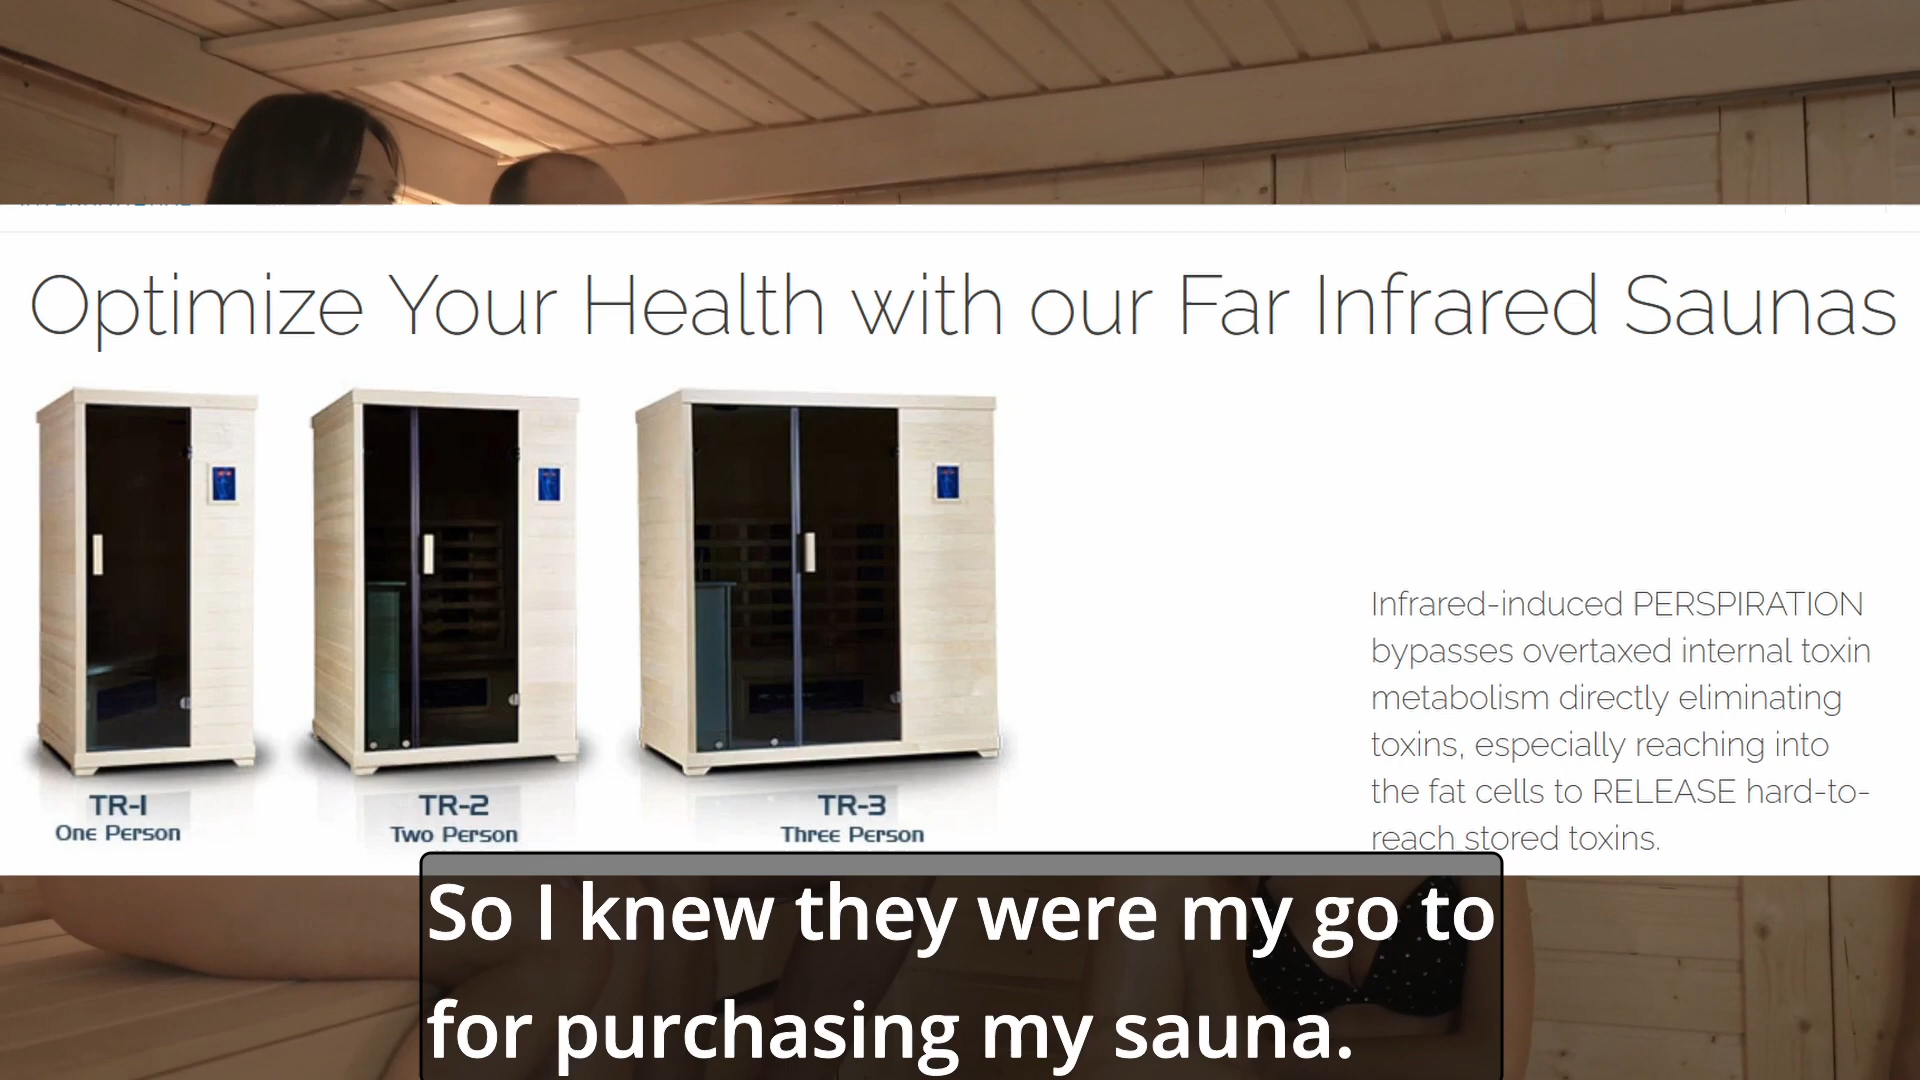 Optimize Your Health with our Far Infrared Saunas
Infrared-induced PERSPIRATION
bypasses overtaxed internal toxin
metabolism directly eliminating
toxins, especially reaching into
the fat cells to RELEASE hard-to-
reach stored toxins.
TR-1
One Person
TR-2
Two Person
TR-3
Three Person
So I knew they were my go to
for purchasing my sauna.